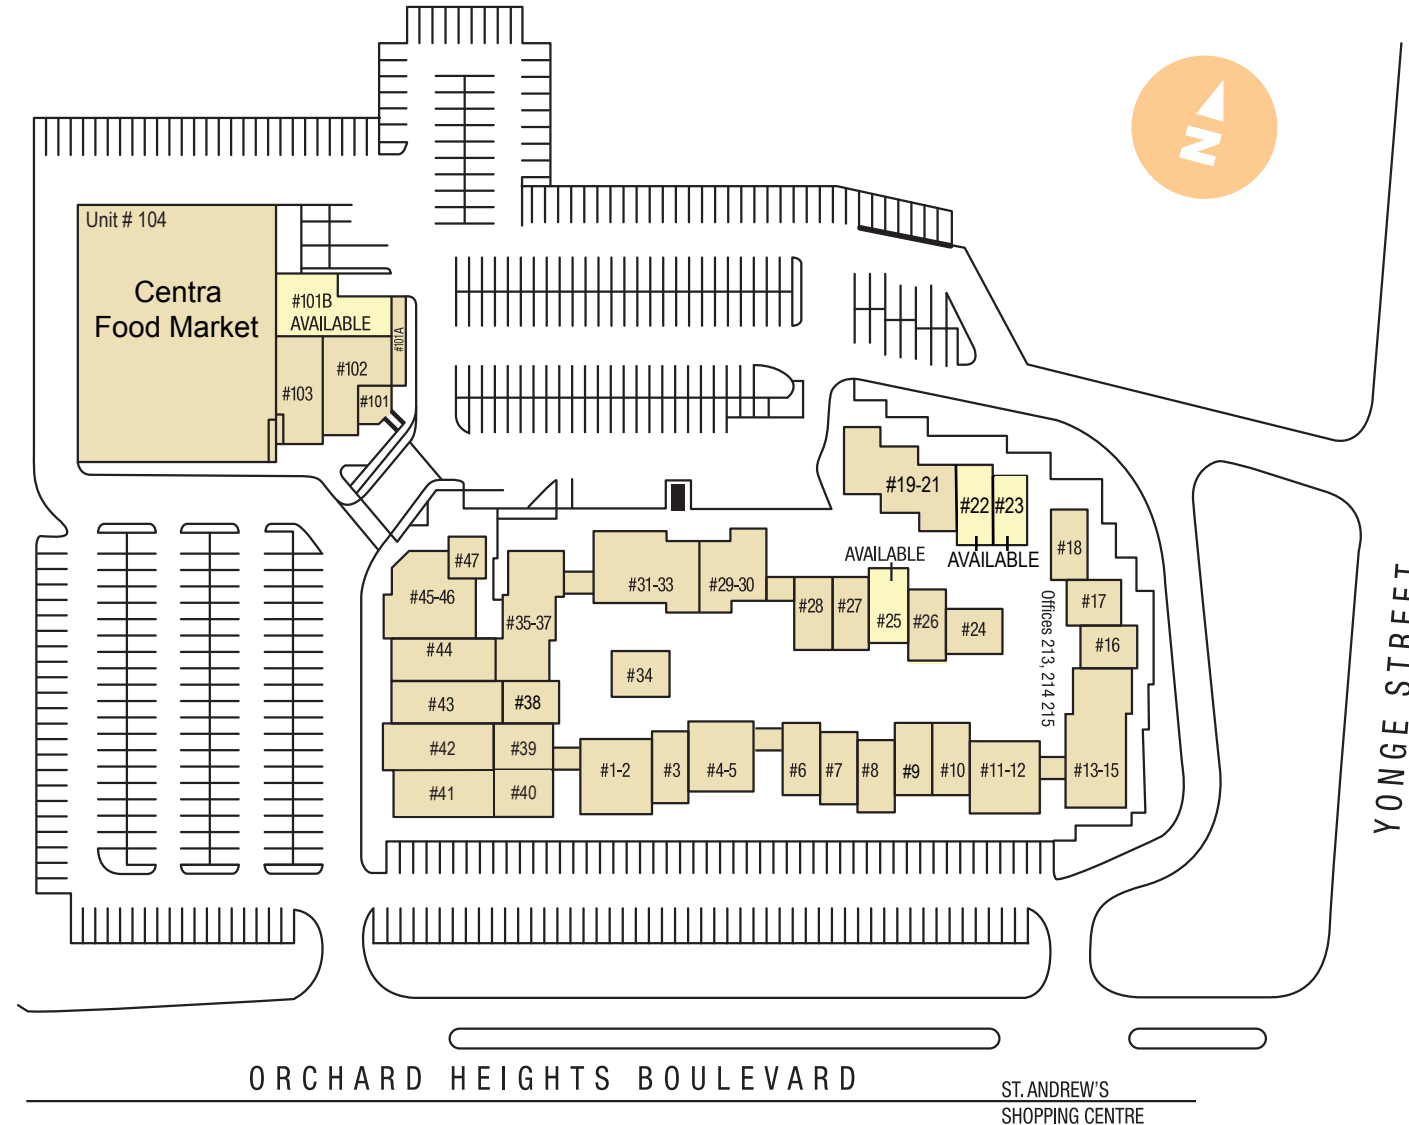 N
Unit # 104
Centra
Food Market
#101B
AVAILABLE
#101A
#102
#103
#101
#19-21
#22
#23
AVAILABLE
AVAILABLE
#18
#47
#45-46
#35-37
#31-33
#29-30
#28
#27
#25
#26
#24
#17
#16
Offices 213, 214 215
#44
#34
#43
#38
#42
#39
#1-2
#3
#4-5
#6
#7
#8
#9
#10
#11-12
#13-15
#41
#40
YONGE STREET
ORCHARD HEIGHTS BOULEVARD
ST. ANDREW'S
SHOPPING CENTRE